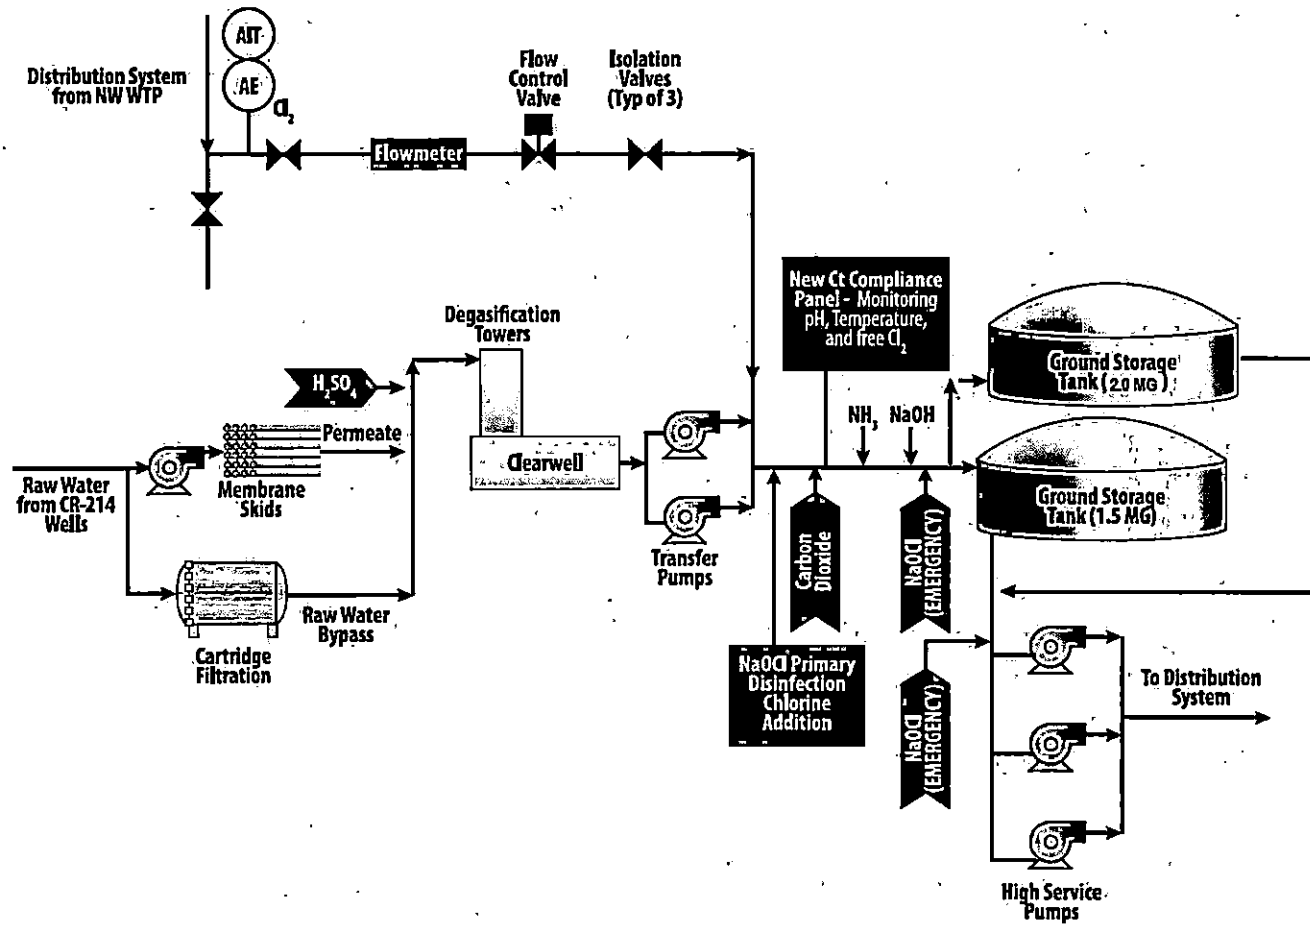 AIT
AE
Cl2
Distribution System
from NW WTP
Flow
Control
Valve
Isolation
Valves
(Typ of 3)
Flowmeter
New Ct Compliance
Panel - Monitoring
pH, Temperature,
and free Cl2
Degasification
Towers
H2SO4
Permeate
Membrane
Skids
Raw Water
from CR-214
Wells
Clearwell
Transfer
Pumps
NH3
NaOH
Ground Storage
Tank (2.0 MG)
Ground Storage
Tank (1.5 MG)
Carbon
Dioxide
NaOCl
(EMERGENCY)
Raw Water
Bypass
Cartridge
Filtration
NaOCl Primary
Disinfection
Chlorine
Addition
NaOCl
(EMERGENCY)
To Distribution
System
High Service
Pumps